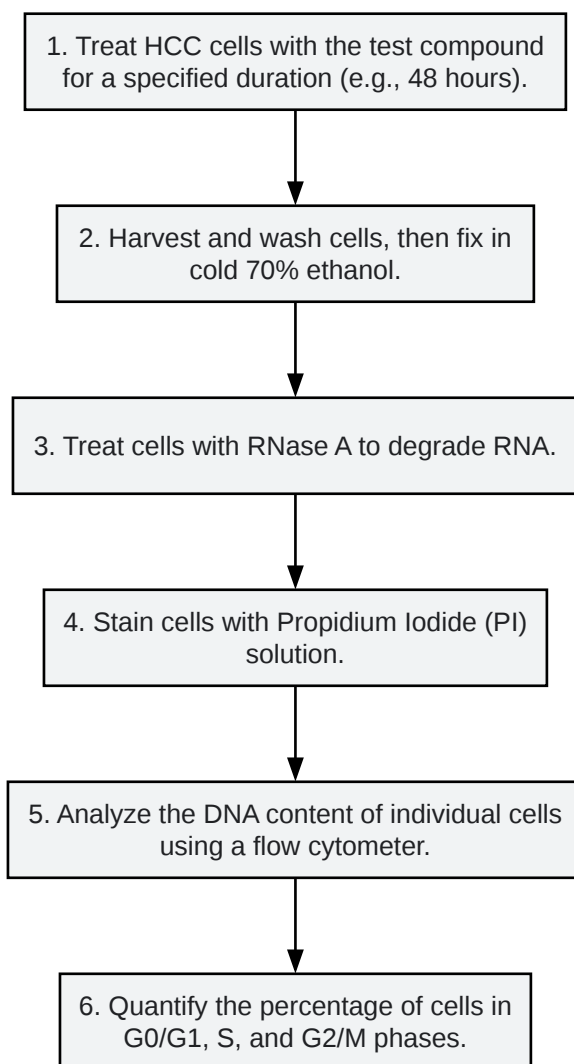 1. Treat HCC cells with the test compound
for a specified duration (e.g., 48 hours).
2. Harvest and wash cells, then fix in
cold 70% ethanol.
3. Treat cells with RNase A to degrade RNA.
4. Stain cells with Propidium Iodide (PI)
solution.
5. Analyze the DNA content of individual cells
using a flow cytometer.
6. Quantify the percentage of cells in
G0/G1, S, and G2/M phases.